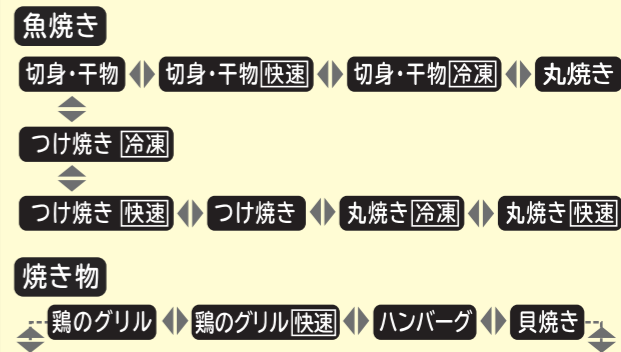 魚焼き
切身・干物 切身・干物快速 切身・干物冷凍 丸焼き
つけ焼き 冷凍
つけ焼き 快速 つけ焼き 丸焼き冷凍 丸焼き快速
焼き物
鶏のグリル 鶏のグリル快速 ハンバーグ 貝焼き